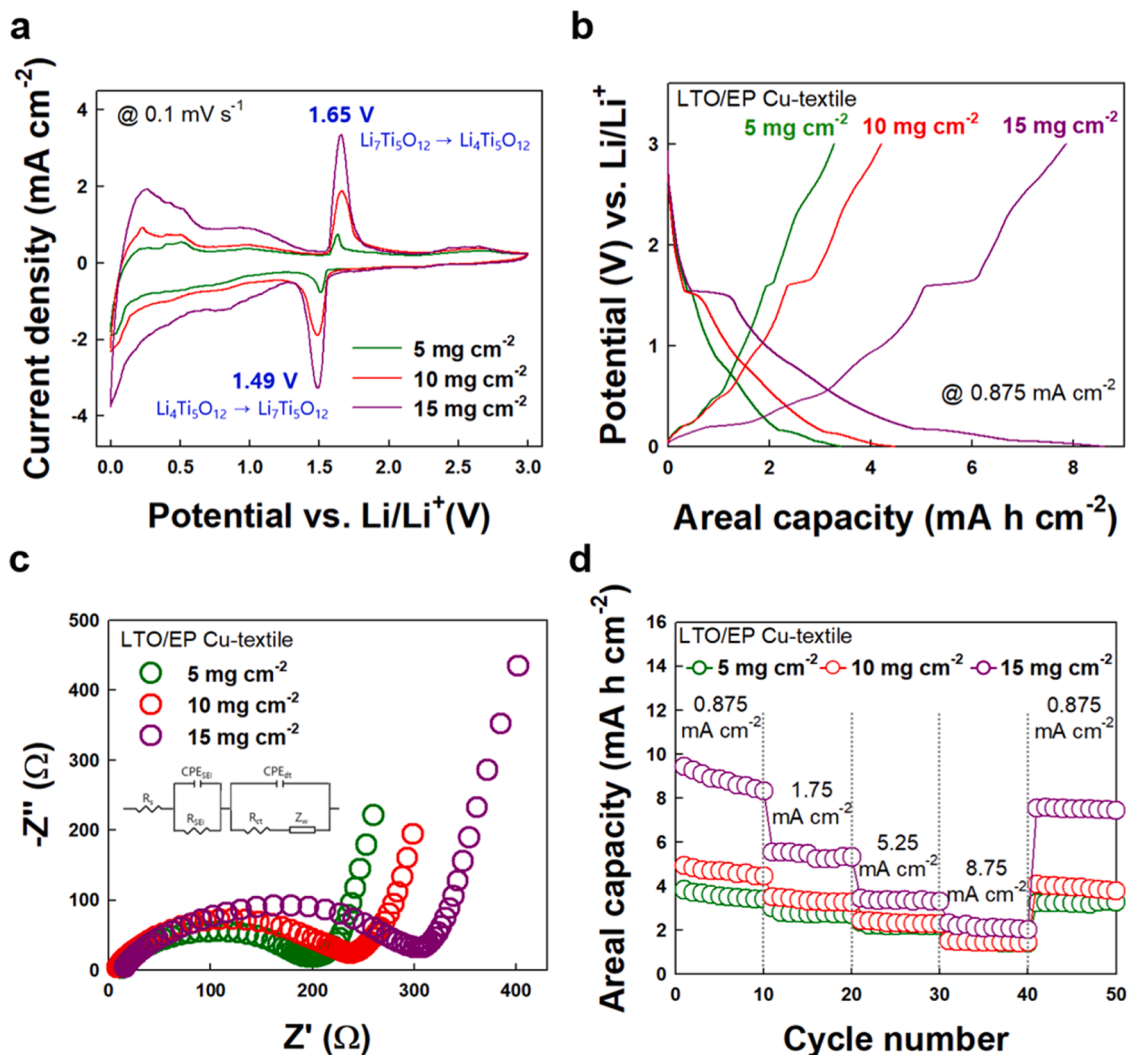 a
Current density (mA cm⁻²)
4
2
0
-2
-4
@ 0.1 mV s⁻¹
1.65 V
Li₇Ti₅O₁₂ → Li₄Ti₅O₁₂
1.49 V
Li₄Ti₅O₁₂ → Li₇Ti₅O₁₂
5 mg cm⁻²
10 mg cm⁻²
15 mg cm⁻²
0.0 0.5 1.0 1.5 2.0 2.5 3.0
Potential vs. Li/Li⁺(V)
b
Potential (V) vs. Li/Li⁺
3
2
1
0
LTO/EP Cu-textile
5 mg cm⁻² 10 mg cm⁻² 15 mg cm⁻²
@ 0.875 mA cm⁻²
0 2 4 6 8
Areal capacity (mA h cm⁻²)
c
-Z'' (Ω)
500
400
300
200
100
0
LTO/EP Cu-textile
5 mg cm⁻²
10 mg cm⁻²
15 mg cm⁻²
CPE_SEI CPE_dt
R_s
R_SEI R_ct Z_w
0 100 200 300 400
Z' (Ω)
d
Areal capacity (mA h cm⁻²)
16
14
12
10
8
6
4
2
0
LTO/EP Cu-textile
5 mg cm⁻² 10 mg cm⁻² 15 mg cm⁻²
0.875
mA cm⁻²
1.75
mA cm⁻²
5.25
mA cm⁻²
8.75
mA cm⁻²
0.875
mA cm⁻²
0 10 20 30 40 50
Cycle number